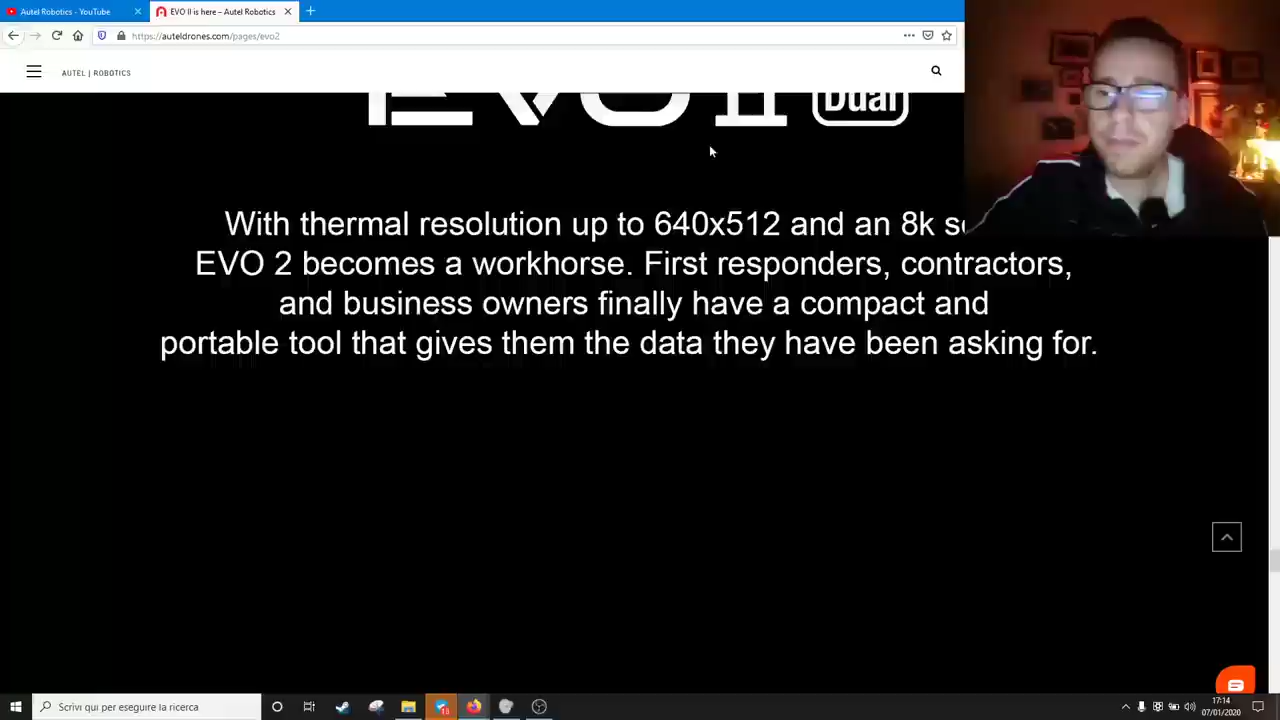 Autel Robotics - YouTube
EVO II is here – Autel Robotics
https://auteldrones.com/pages/evo2
AUTEL | ROBOTICS
EVO II Dual
With thermal resolution up to 640x512 and an 8k
EVO 2 becomes a workhorse. First responders, contractors,
and business owners finally have a compact and
portable tool that gives them the data they have been asking for.
Scrivi qui per eseguire la ricerca
18
17:14
07/01/2020